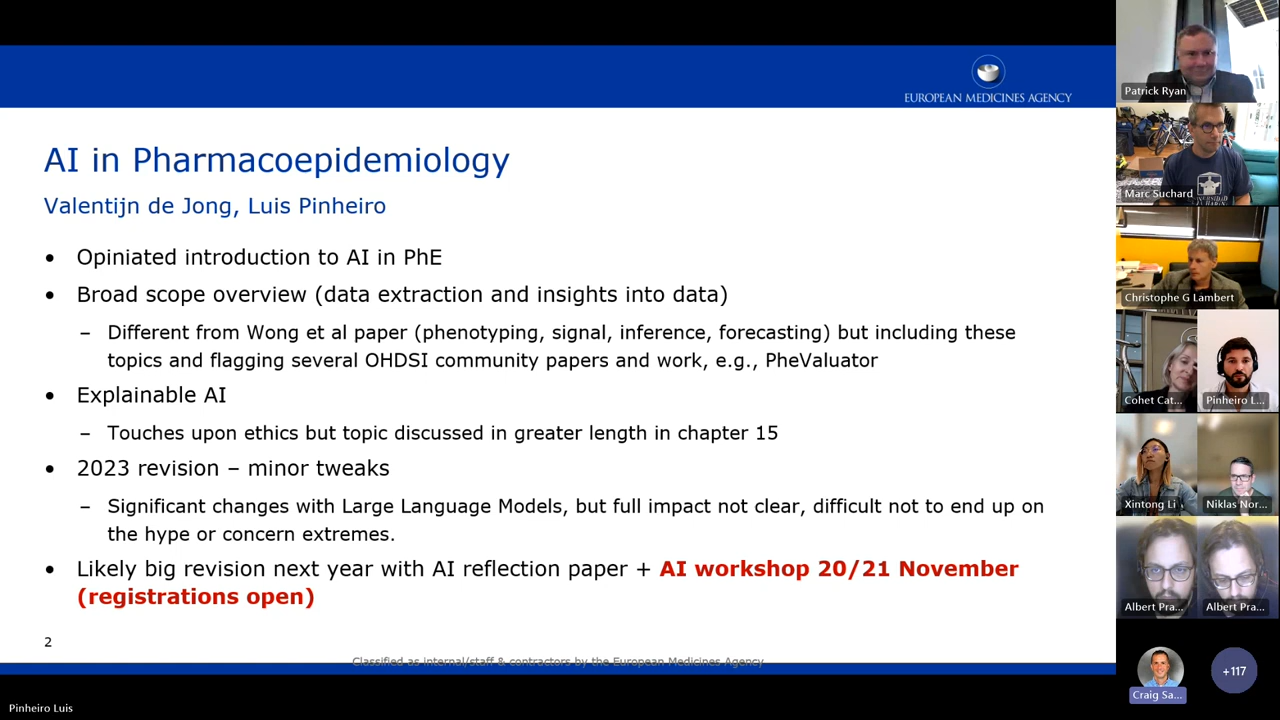 EUROPEAN MEDICINES AGENCY
AI in Pharmacoepidemiology
Valentijn de Jong, Luis Pinheiro
• Opiniated introduction to AI in PhE
• Broad scope overview (data extraction and insights into data)
– Different from Wong et al paper (phenotyping, signal, inference, forecasting) but including these
topics and flagging several OHDSI community papers and work, e.g., PheValuator
• Explainable AI
– Touches upon ethics but topic discussed in greater length in chapter 15
• 2023 revision – minor tweaks
– Significant changes with Large Language Models, but full impact not clear, difficult not to end up on
the hype or concern extremes.
• Likely big revision next year with AI reflection paper + AI workshop 20/21 November
(registrations open)
2
Classified as internal/staff & contractors by the European Medicines Agency
Pinheiro Luis
Patrick Ryan
Marc Suchard
Christophe G Lambert
Cohet Cat...
Pinheiro L...
Xintong Li
Niklas Nor...
Albert Pra...
Albert Pra...
Craig Sa...
+117